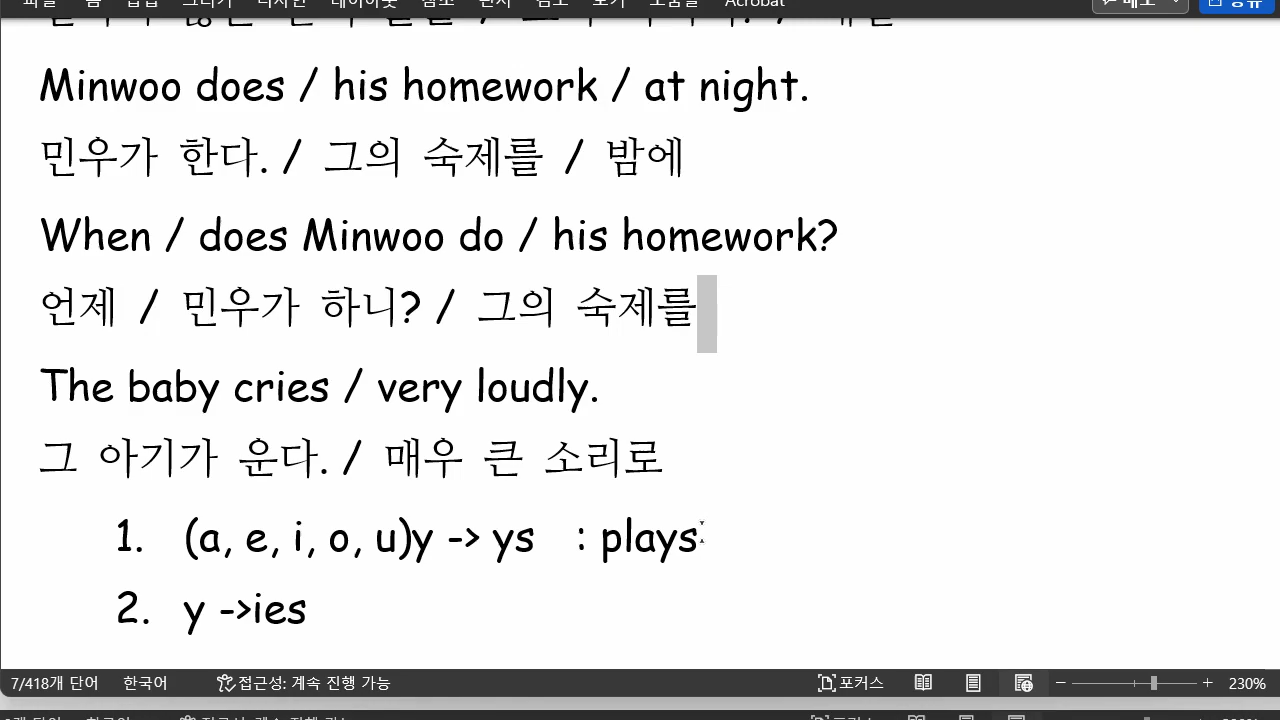 Acrobat
Minwoo does / his homework / at night.
민우가 한다. / 그의 숙제를 / 밤에
When / does Minwoo do / his homework?
언제 / 민우가 하니? / 그의 숙제를
The baby cries / very loudly.
그 아기가 운다. / 매우 큰 소리로
1. (a, e, i, o, u)y -> ys : plays
2. y ->ies
7/418개 단어 한국어 접근성: 계속 진행 가능 포커스 230%